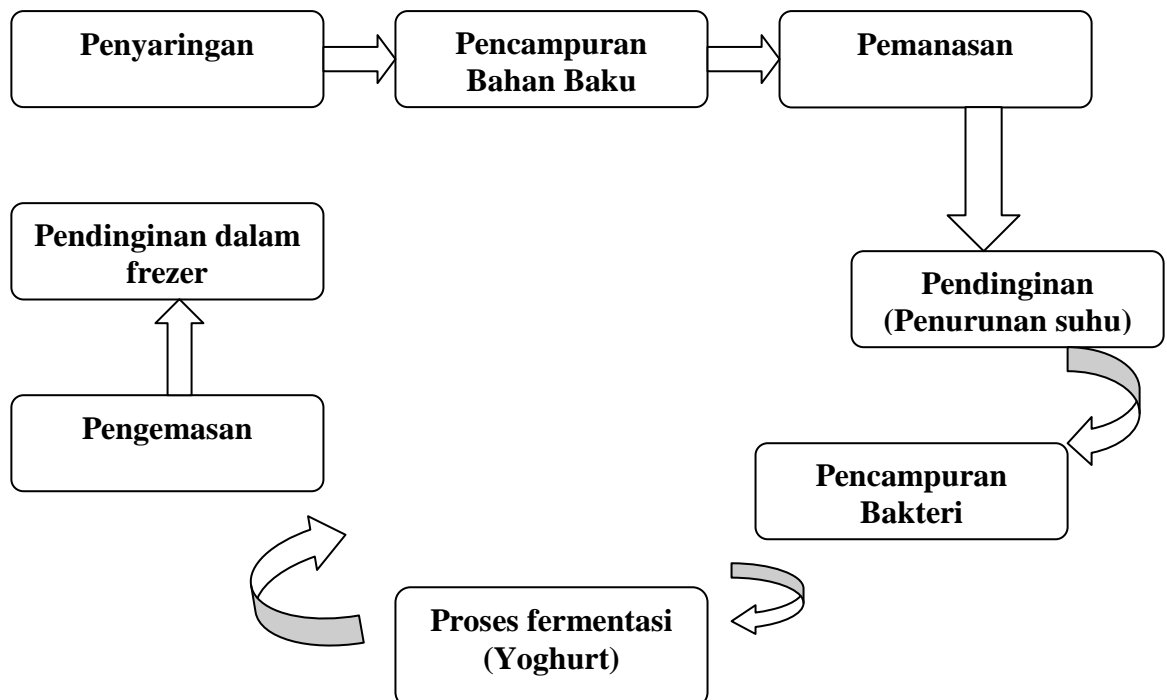 Penyaringan
Pencampuran
Bahan Baku
Pemanasan
Pendinginan
(Penurunan suhu)
Pencampuran
Bakteri
Proses fermentasi
(Yoghurt)
Pengemasan
Pendinginan dalam
frezer